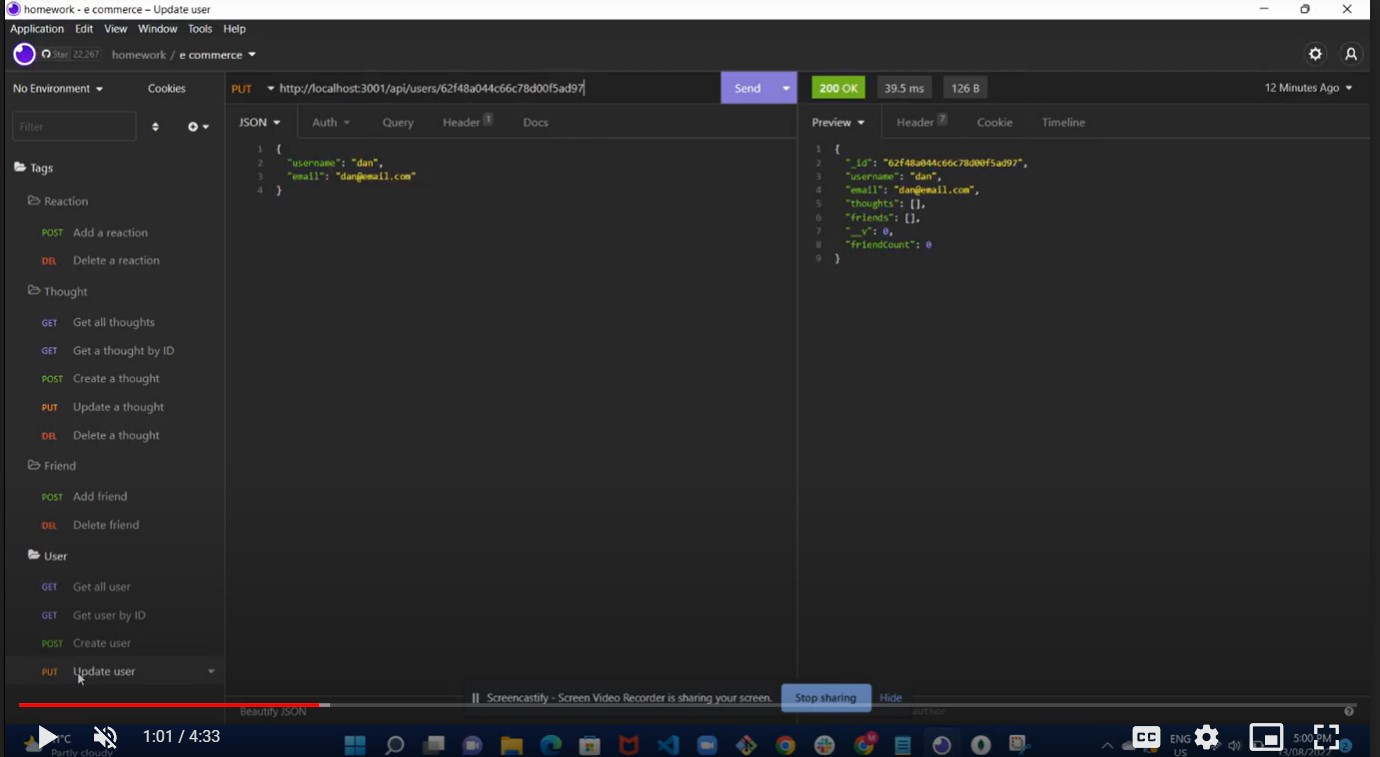 homework - e commerce – Update user
Application Edit View Window Tools Help
Star 22,267 homework / e commerce
No Environment Cookies
PUT http://localhost:3001/api/users/62f48a044c66c78d00f5ad97
Send
200 OK 39.5 ms 126 B
12 Minutes Ago
Filter
JSON Auth Query Header 1 Docs
Preview Header 7 Cookie Timeline
Tags
Reaction
POST Add a reaction
DEL Delete a reaction
Thought
GET Get all thoughts
GET Get a thought by ID
POST Create a thought
PUT Update a thought
DEL Delete a thought
Friend
POST Add friend
DEL Delete friend
User
GET Get all user
GET Get user by ID
POST Create user
PUT Update user
1 {
2 "username": "dan",
3 "email": "dan@email.com"
4 }
1 {
2 "_id": "62f48a044c66c78d00f5ad97",
3 "username": "dan",
4 "email": "dan@email.com",
5 "thoughts": [],
6 "friends": [],
7 "__v": 0,
8 "friendCount": 0
9 }
Screencastify - Screen Video Recorder is sharing your screen.
Stop sharing Hide
Beautify JSON
author
1:01 / 4:33
°C
Partly cloudy
CC
ENG
US
5:00 PM
13/08/2022
2